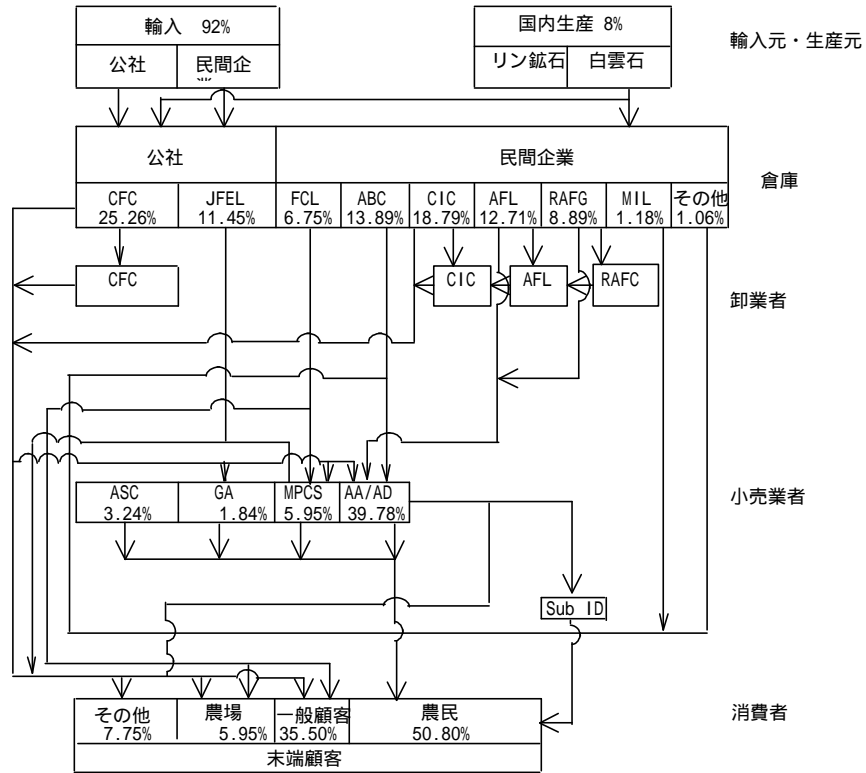 輸入 92%
国内生産 8%
輸入元・生産元
公社
民間企
リン鉱石
白雲石
公社
民間企業
倉庫
CFC
JFEL
FCL
ABC
CIC
AFL
RAFG
MIL
その他
25.26%
11.45%
6.75%
13.89%
18.79%
12.71%
8.89%
1.18%
1.06%
CFC
CIC
AFL
RAFC
卸業者
ASC
GA
MPCS
AA/AD
小売業者
3.24%
1.84%
5.95%
39.78%
Sub ID
その他
農場
一般顧客
農民
消費者
7.75%
5.95%
35.50%
50.80%
末端顧客